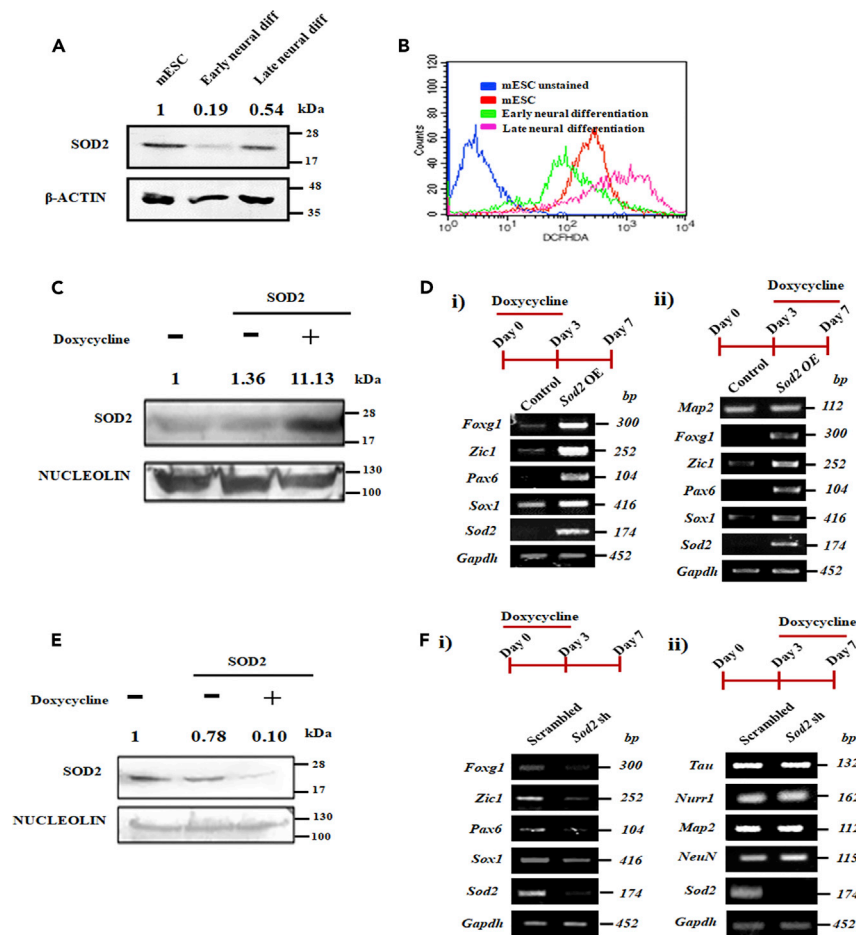 A
mESC
Early neural diff
Late neural diff
1 0.19 0.54 kDa
SOD2
28
17
β-ACTIN
48
35
B
120
100
80
60
40
20
0
Counts
mESC unstained
mESC
Early neural differentiation
Late neural differentiation
10^0 10^1 10^2 10^3 10^4
DCFHDA
C
SOD2
Doxycycline − − +
1 1.36 11.13 kDa
SOD2
28
17
NUCLEOLIN
130
100
D
i)
Doxycycline
Day 0 Day 3 Day 7
Control Sod2 OE bp
Foxg1 300
Zic1 252
Pax6 104
Sox1 416
Sod2 174
Gapdh 452
ii)
Doxycycline
Day 0 Day 3 Day 7
Control Sod2 OE bp
Map2 112
Foxg1 300
Zic1 252
Pax6 104
Sox1 416
Sod2 174
Gapdh 452
E
SOD2
Doxycycline − − +
1 0.78 0.10 kDa
SOD2
28
17
NUCLEOLIN
130
100
F
i)
Doxycycline
Day 0 Day 3 Day 7
Scrambled Sod2 sh bp
Foxg1 300
Zic1 252
Pax6 104
Sox1 416
Sod2 174
Gapdh 452
ii)
Doxycycline
Day 0 Day 3 Day 7
Scrambled Sod2 sh bp
Tau 132
Nurr1 162
Map2 112
NeuN 115
Sod2 174
Gapdh 452